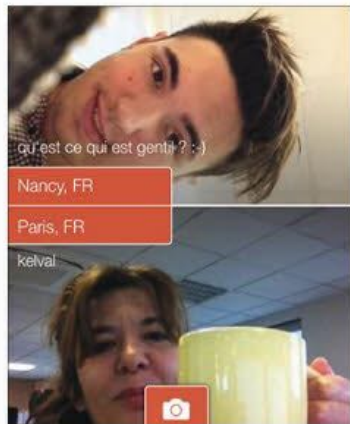 qu'est ce qui est gentil ? :-)
Nancy, FR
Paris, FR
kelval